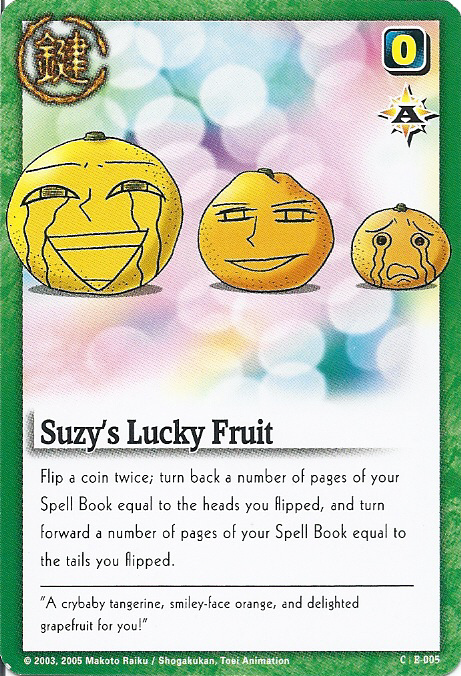 鍵
0
A
Suzy's Lucky Fruit
Flip a coin twice; turn back a number of pages of your
Spell Book equal to the heads you flipped, and turn
forward a number of pages of your Spell Book equal to
the tails you flipped.
"A crybaby tangerine, smiley-face orange, and delighted
grapefruit for you!"
© 2003, 2005 Makoto Raiku / Shogakukan, Toei Animation C | E-005